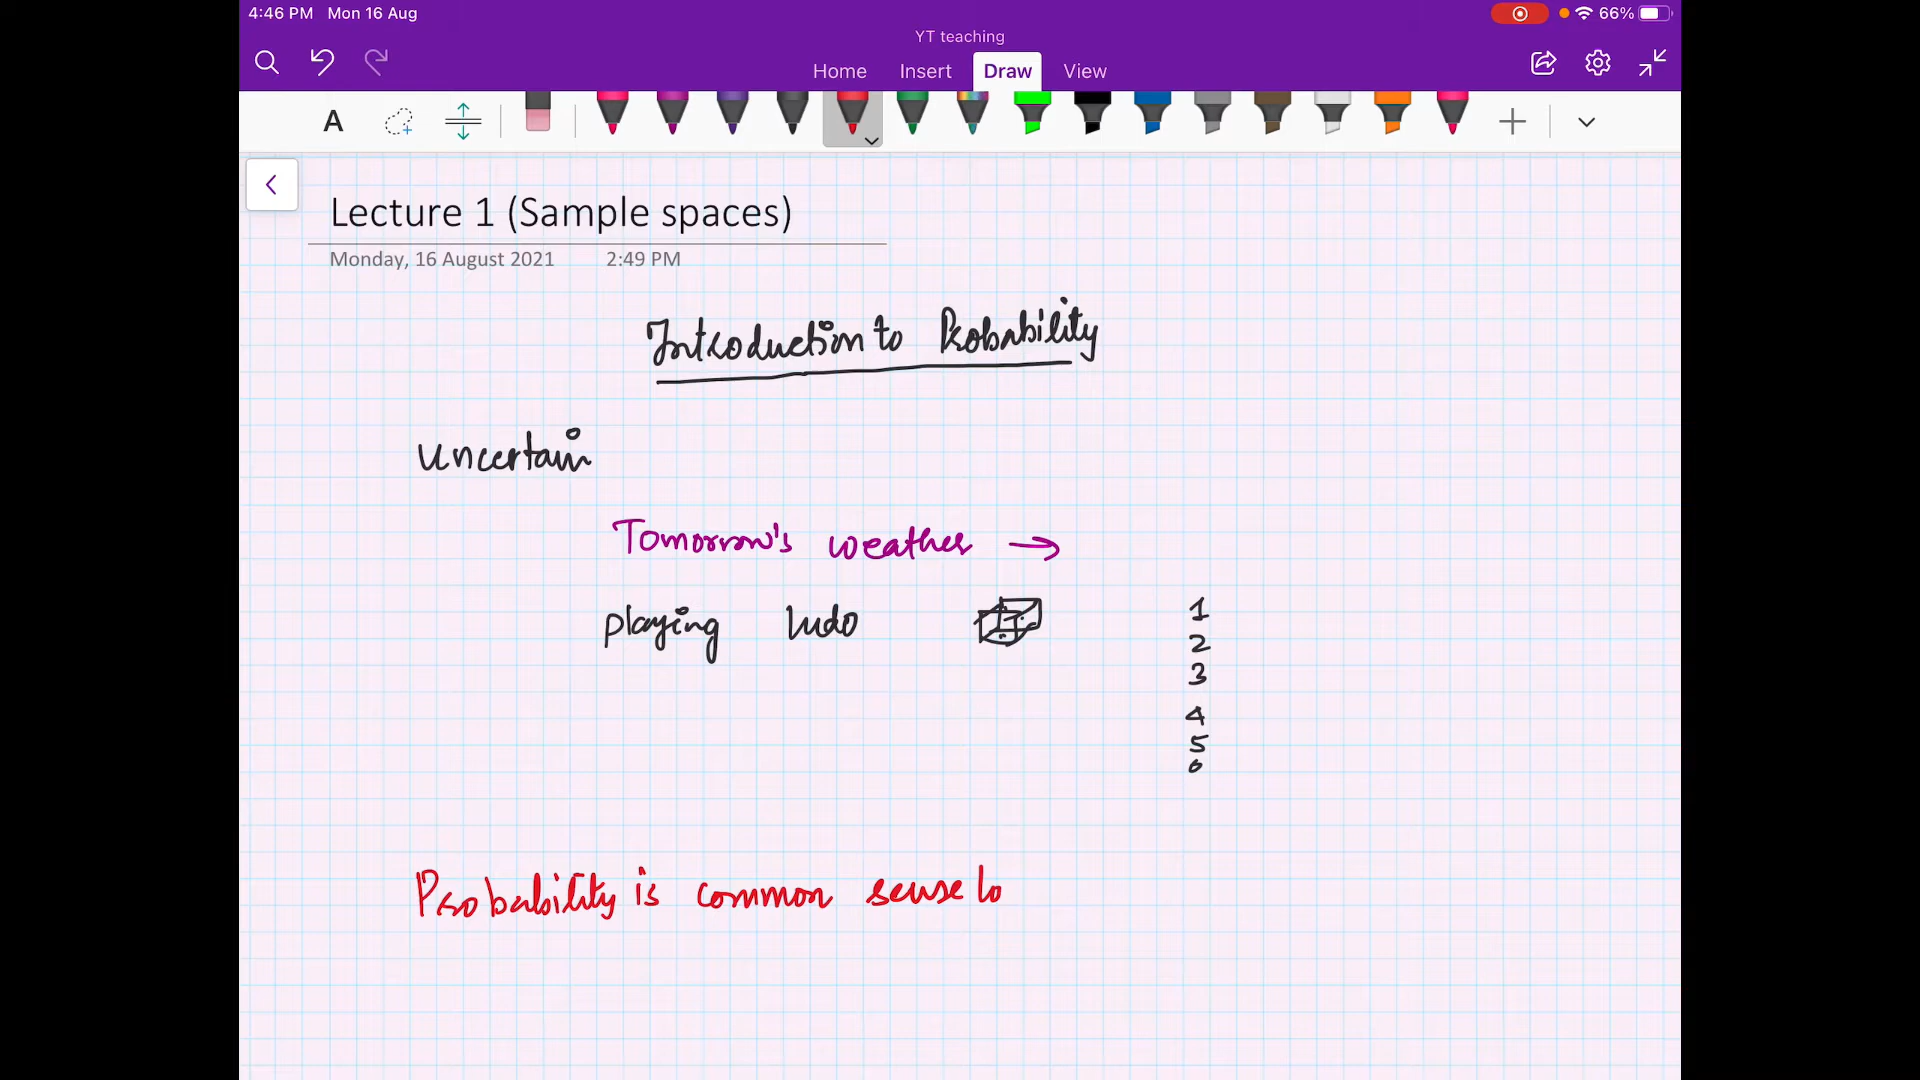 4:46 PM Mon 16 Aug
66%
YT teaching
Home Insert Draw View
A
Lecture 1 (Sample spaces)
Monday, 16 August 2021 2:49 PM
Introduction to Probability
Uncertain
Tomorrow's weather →
playing ludo
1
2
3
4
5
6
Probability is common sense lo